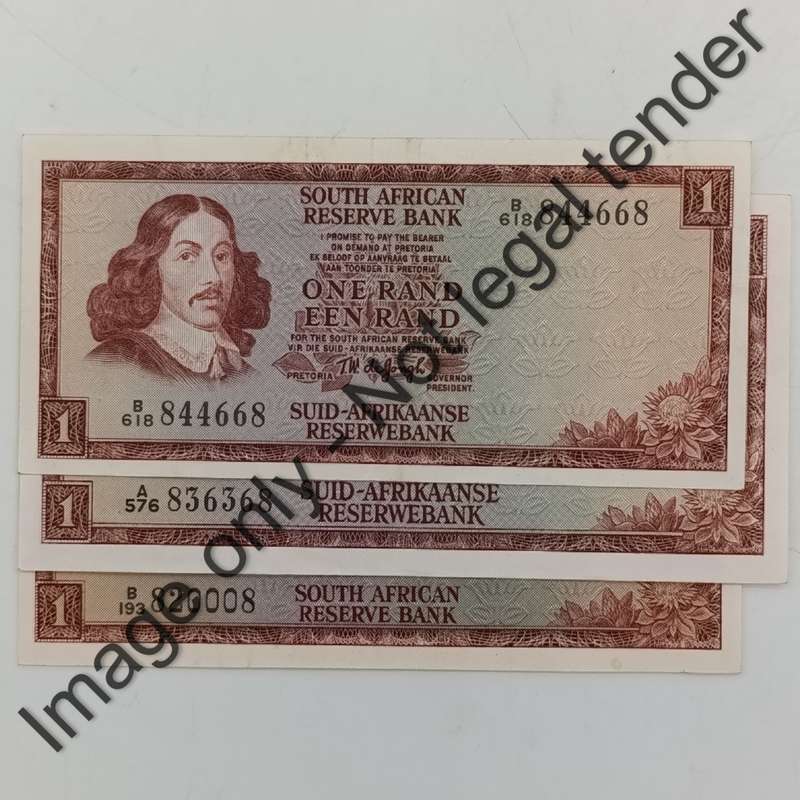 Image only - Not legal tender
1
SOUTH AFRICAN
RESERVE BANK
B
618 844668
I PROMISE TO PAY THE BEARER
ON DEMAND AT PRETORIA
EK BELOOF OP AANVRAAG TE BETAAL
AAN TOONDER TE PRETORIA
ONE RAND
EEN RAND
FOR THE SOUTH AFRICAN RESERVE BANK
VIR DIE SUID-AFRIKAANSE RESERWEBANK
T.W. de Jongh
PRETORIA GOVERNOR
PRESIDENT.
B
618 844668
1
SUID-AFRIKAANSE
RESERWEBANK
A
576 836368
1
SUID-AFRIKAANSE
RESERWEBANK
B
193 820008
1
SOUTH AFRICAN
RESERVE BANK